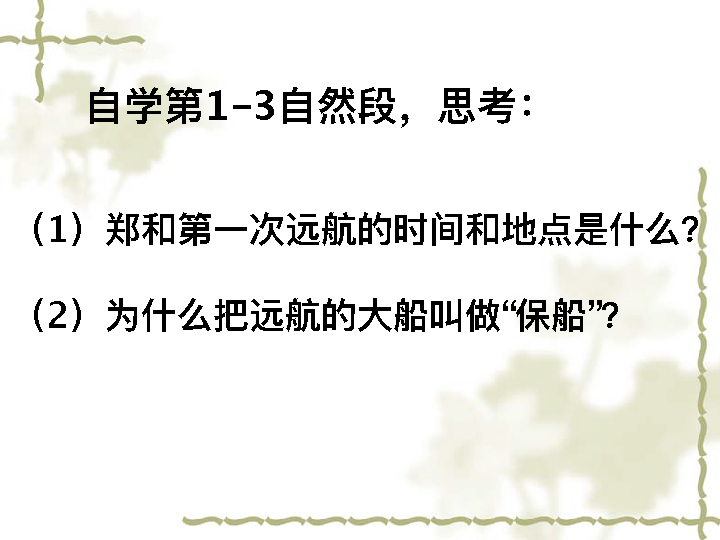 自学第1-3自然段，思考：
（1）郑和第一次远航的时间和地点是什么?
（2）为什么把远航的大船叫做“保船”?